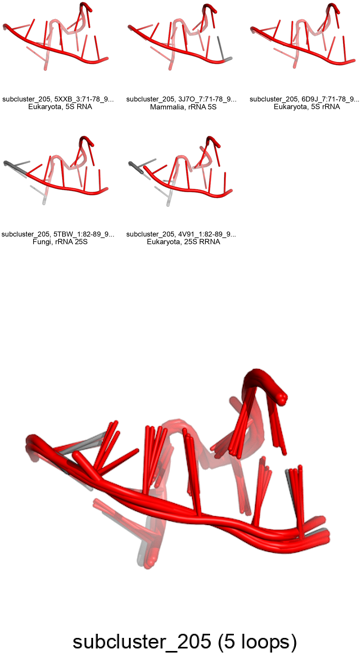 subcluster_205, 5XXB_3:71-78_9...
Eukaryota, 5S RNA
subcluster_205, 3J7O_7:71-78_9...
Mammalia, rRNA 5S
subcluster_205, 6D9J_7:71-78_9...
Eukaryota, 5S rRNA
subcluster_205, 5TBW_1:82-89_9...
Fungi, rRNA 25S
subcluster_205, 4V91_1:82-89_9...
Eukaryota, 25S RRNA
subcluster_205 (5 loops)